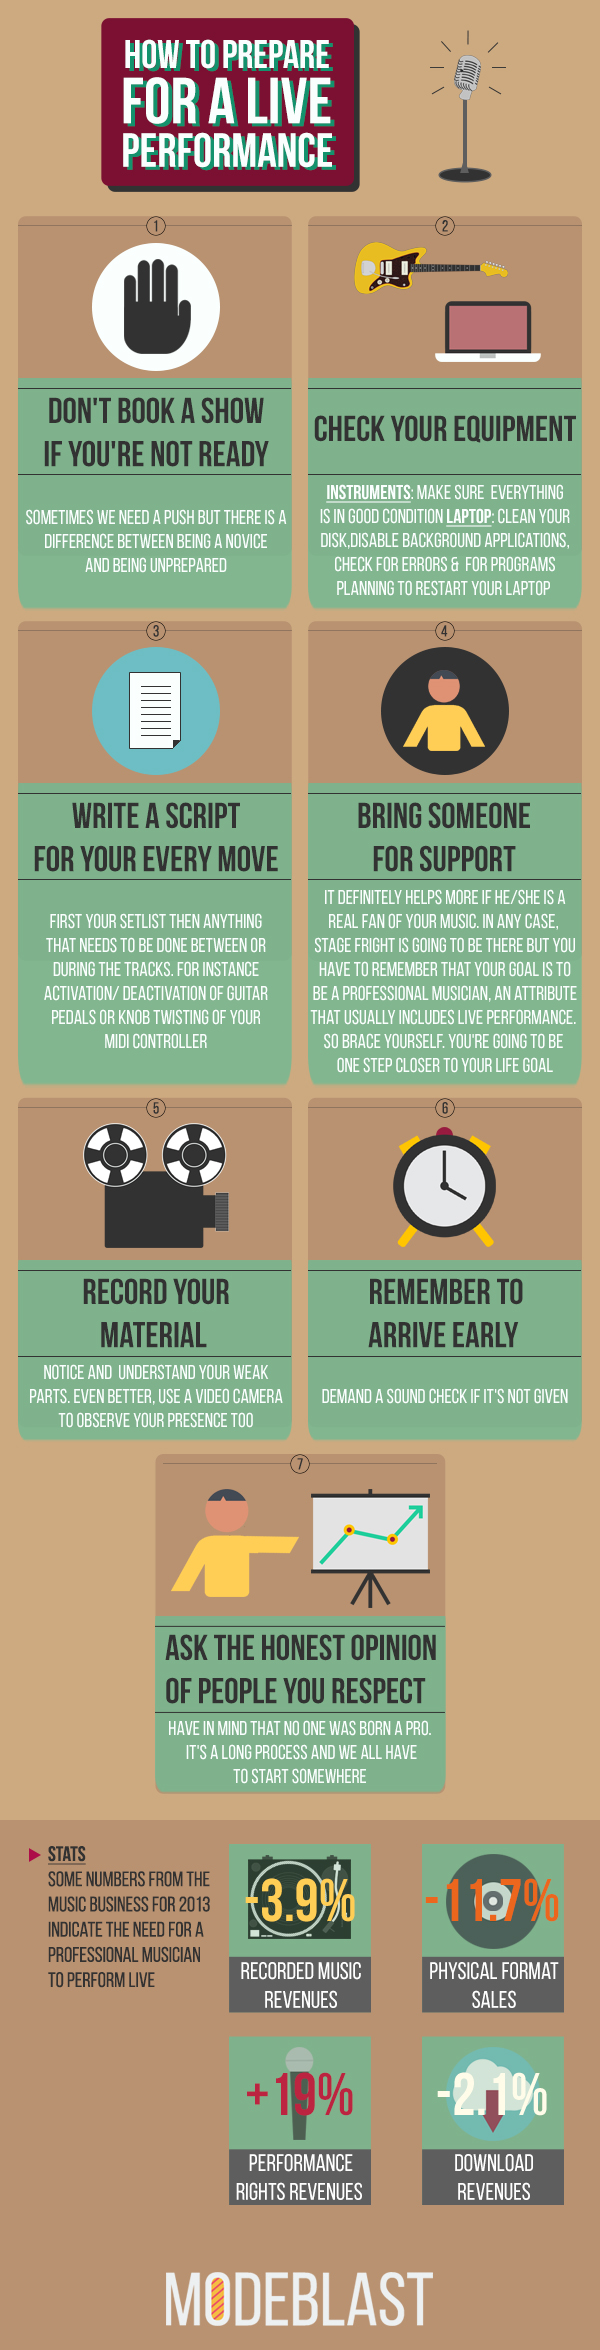 HOW TO PREPARE
FOR A LIVE
PERFORMANCE
1
DON'T BOOK A SHOW
IF YOU'RE NOT READY
SOMETIMES WE NEED A PUSH BUT THERE IS A
DIFFERENCE BETWEEN BEING A NOVICE
AND BEING UNPREPARED
2
CHECK YOUR EQUIPMENT
INSTRUMENTS: MAKE SURE EVERYTHING
IS IN GOOD CONDITION LAPTOP: CLEAN YOUR
DISK,DISABLE BACKGROUND APPLICATIONS,
CHECK FOR ERRORS & FOR PROGRAMS
PLANNING TO RESTART YOUR LAPTOP
3
WRITE A SCRIPT
FOR YOUR EVERY MOVE
FIRST YOUR SETLIST THEN ANYTHING
THAT NEEDS TO BE DONE BETWEEN OR
DURING THE TRACKS. FOR INSTANCE
ACTIVATION/ DEACTIVATION OF GUITAR
PEDALS OR KNOB TWISTING OF YOUR
MIDI CONTROLLER
4
BRING SOMEONE
FOR SUPPORT
IT DEFINITELY HELPS MORE IF HE/SHE IS A
REAL FAN OF YOUR MUSIC. IN ANY CASE,
STAGE FRIGHT IS GOING TO BE THERE BUT YOU
HAVE TO REMEMBER THAT YOUR GOAL IS TO
BE A PROFESSIONAL MUSICIAN, AN ATTRIBUTE
THAT USUALLY INCLUDES LIVE PERFORMANCE.
SO BRACE YOURSELF. YOU'RE GOING TO BE
ONE STEP CLOSER TO YOUR LIFE GOAL
5
RECORD YOUR
MATERIAL
NOTICE AND UNDERSTAND YOUR WEAK
PARTS. EVEN BETTER, USE A VIDEO CAMERA
TO OBSERVE YOUR PRESENCE TOO
6
REMEMBER TO
ARRIVE EARLY
DEMAND A SOUND CHECK IF IT'S NOT GIVEN
7
ASK THE HONEST OPINION
OF PEOPLE YOU RESPECT
HAVE IN MIND THAT NO ONE WAS BORN A PRO.
IT'S A LONG PROCESS AND WE ALL HAVE
TO START SOMEWHERE
STATS
SOME NUMBERS FROM THE
MUSIC BUSINESS FOR 2013
INDICATE THE NEED FOR A
PROFESSIONAL MUSICIAN
TO PERFORM LIVE
-3.9%
RECORDED MUSIC
REVENUES
-11.7%
PHYSICAL FORMAT
SALES
+19%
PERFORMANCE
RIGHTS REVENUES
-2.1%
DOWNLOAD
REVENUES
MODEBLAST